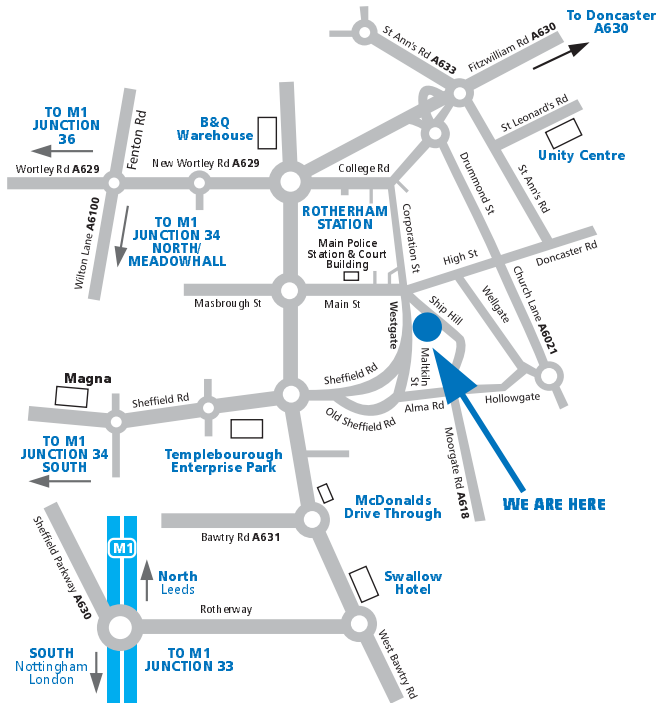 To Doncaster
A630
St Ann's Rd A633
Fitzwilliam Rd A630
TO M1
JUNCTION
36
Fenton Rd
B&Q
Warehouse
St Leonard's Rd
Unity Centre
Wortley Rd A629
New Wortley Rd A629
College Rd
Drummond St
St Ann's Rd
Wilton Lane A6100
TO M1
JUNCTION 34
NORTH/
MEADOWHALL
ROTHERHAM
STATION
Main Police
Station & Court
Building
Corporation St
High St
Doncaster Rd
Masbrough St
Main St
Westgate
Ship Hill
Wellgate
Church Lane A6021
Magna
Sheffield Rd
Sheffield Rd
Maltkiln
St
Old Sheffield Rd
Alma Rd
Hollowgate
TO M1
JUNCTION 34
SOUTH
Templebourough
Enterprise Park
Moorgate Rd A618
WE ARE HERE
McDonalds
Drive Through
Sheffield Parkway A630
M1
Bawtry Rd A631
North
Leeds
Swallow
Hotel
Rotherway
SOUTH
Nottingham
London
TO M1
JUNCTION 33
West Bawtry Rd